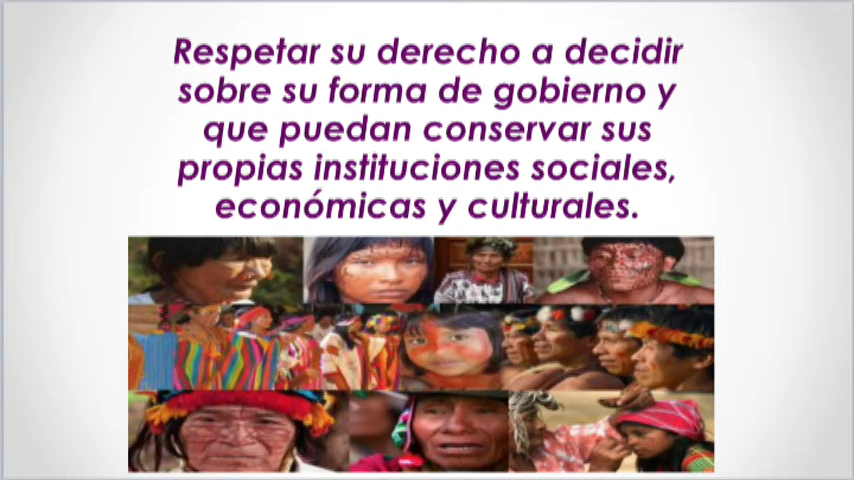 Respetar su derecho a decidir
sobre su forma de gobierno y
que puedan conservar sus
propias instituciones sociales,
económicas y culturales.